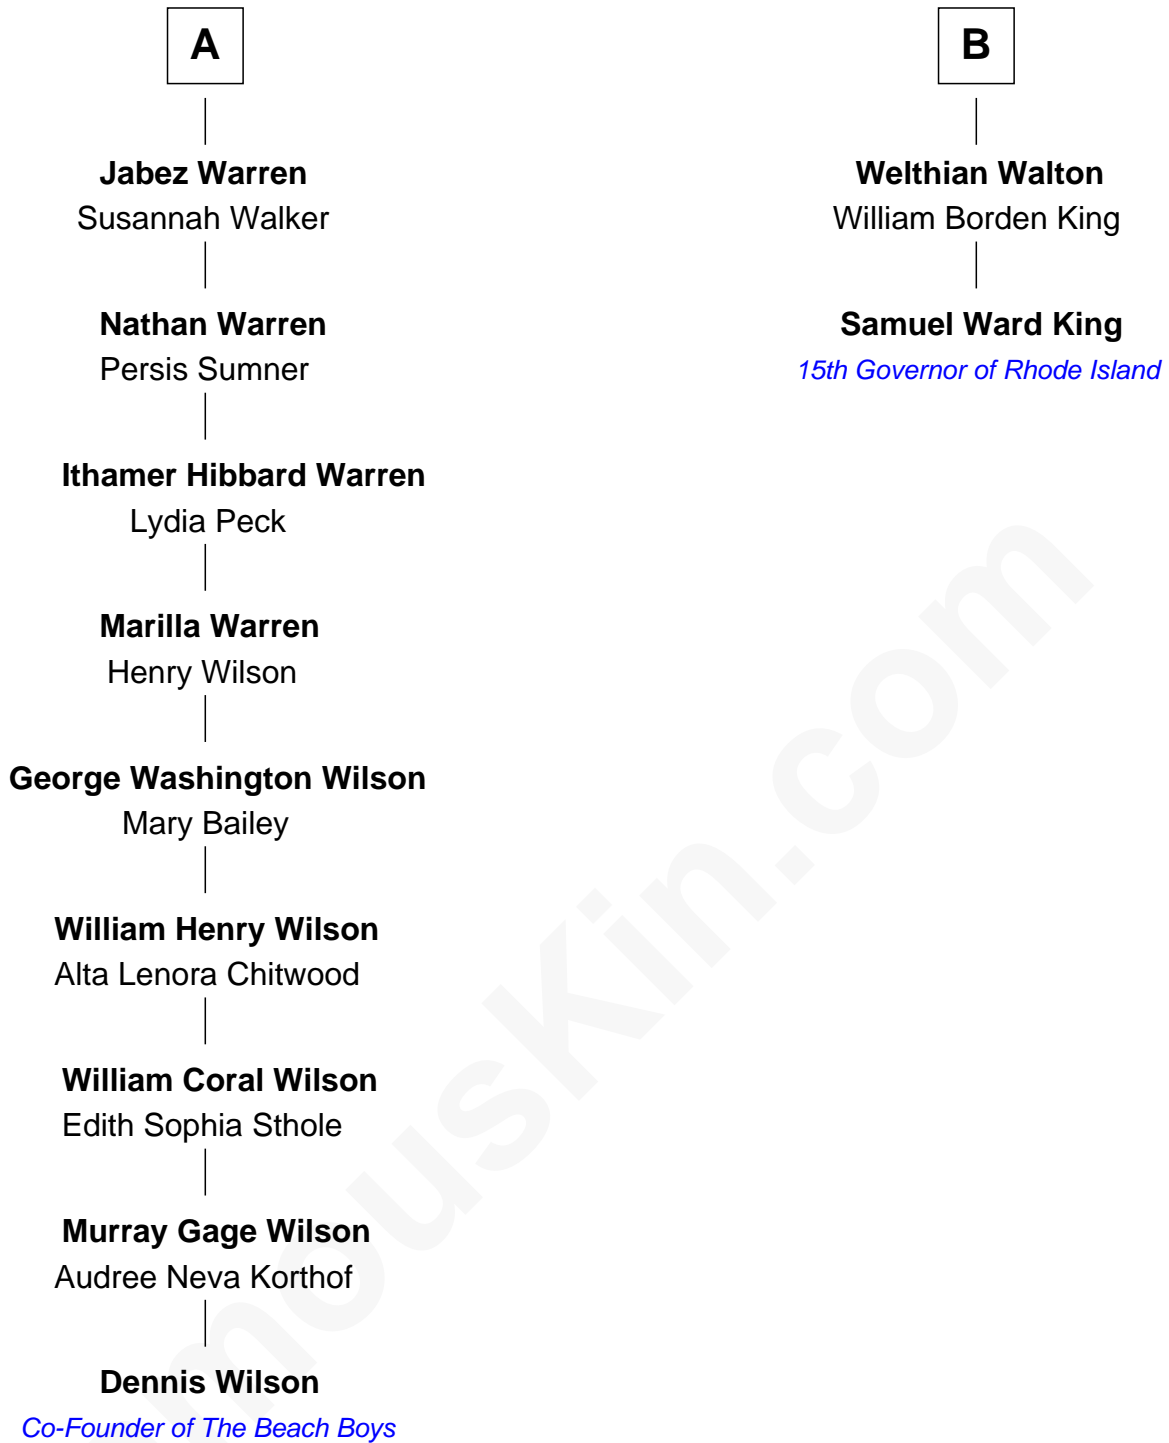 A
Jabez Warren
Susannah Walker
Nathan Warren
Persis Sumner
Ithamer Hibbard Warren
Lydia Peck
Marilla Warren
Henry Wilson
George Washington Wilson
Mary Bailey
William Henry Wilson
Alta Lenora Chitwood
William Coral Wilson
Edith Sophia Sthole
Murray Gage Wilson
Audree Neva Korthof
Dennis Wilson
Co-Founder of The Beach Boys
B
Welthian Walton
William Borden King
Samuel Ward King
15th Governor of Rhode Island
mousKin.com